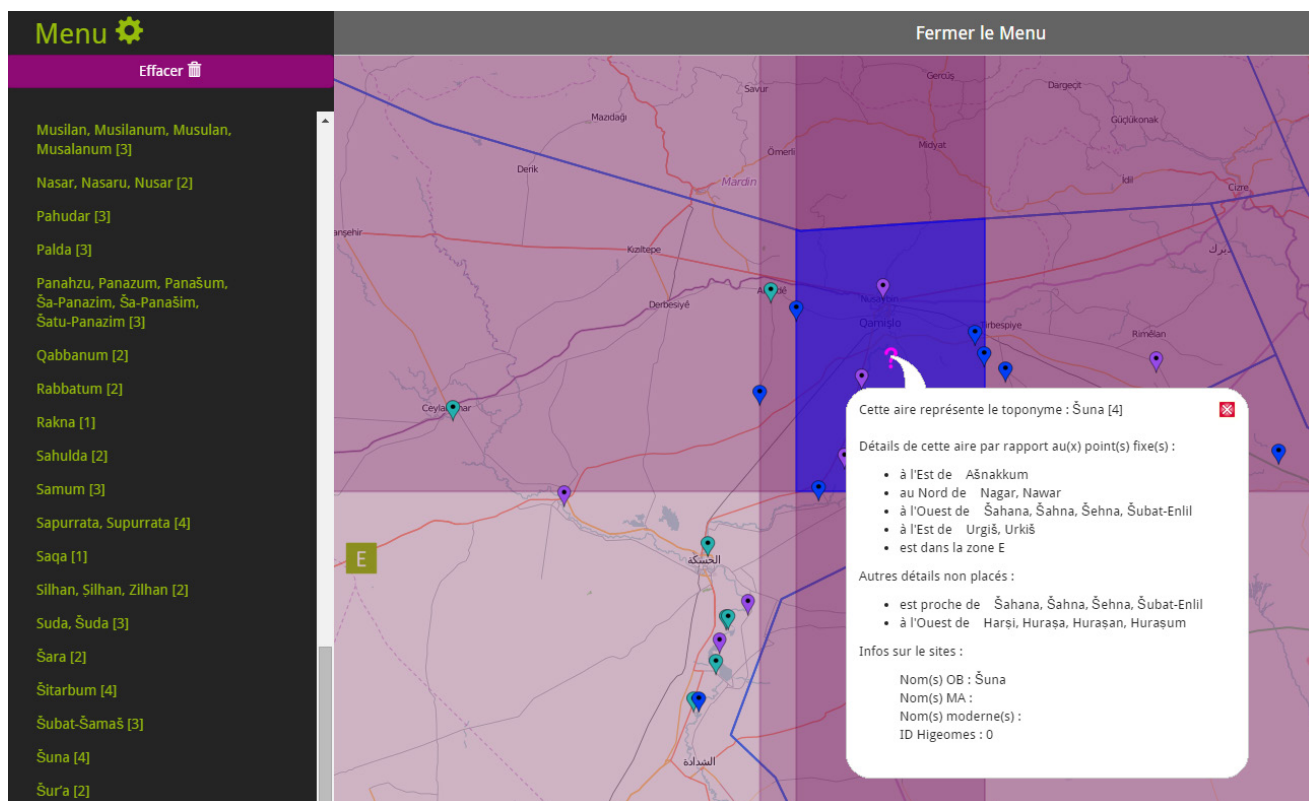 Menu
Fermer le Menu
Effacer
Musilan, Musilanum, Musulan,
Musalanum [3]
Nasar, Nasaru, Nusar [2]
Pahudar [3]
Palda [3]
Panahzu, Panazum, Panašum,
Ša-Panazim, Ša-Panašim,
Šatu-Panazim [3]
Qabbanum [2]
Rabbatum [2]
Rakna [1]
Sahulda [2]
Samum [3]
Sapurrata, Supurrata [4]
Saqa [1]
Silhan, Ṣilhan, Zilhan [2]
Suda, Šuda [3]
Šara [2]
Šitarbum [4]
Šubat-Šamaš [3]
Šuna [4]
Šur'a [2]
Savur
Gercüş
Dargeçit
Mazıdağı
Güçlükonak
Ömerli
Midyat
Derik
Mardin
İdil
Cizre
anşehir
Kızıltepe
ديرك
Derbesiyê
Nusaybin
Qamişlo
Tirbespiye
Rimêlan
E
الحسكة
الشدادة
Cette aire représente le toponyme : Šuna [4]
Détails de cette aire par rapport au(x) point(s) fixe(s) :
• à l'Est de Ašnakkum
• au Nord de Nagar, Nawar
• à l'Ouest de Šahana, Šahna, Šehna, Šubat-Enlil
• à l'Est de Urgiš, Urkiš
• est dans la zone E
Autres détails non placés :
• est proche de Šahana, Šahna, Šehna, Šubat-Enlil
• à l'Ouest de Harṣi, Huraṣa, Huraṣan, Huraṣum
Infos sur le sites :
Nom(s) OB : Šuna
Nom(s) MA :
Nom(s) moderne(s) :
ID Higeomes : 0